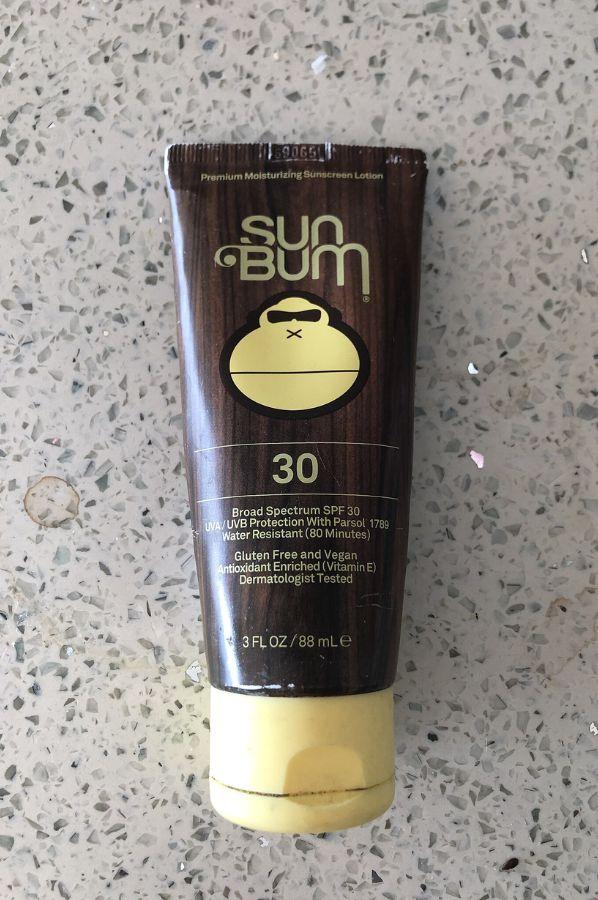 Premium Moisturizing Sunscreen Lotion
sun
BUM®
30
Broad Spectrum SPF 30
UVA/UVB Protection With Parsol 1789
Water Resistant (80 Minutes)
Gluten Free and Vegan
Antioxidant Enriched (Vitamin E)
Dermatologist Tested
3 FL OZ / 88 mL ℮